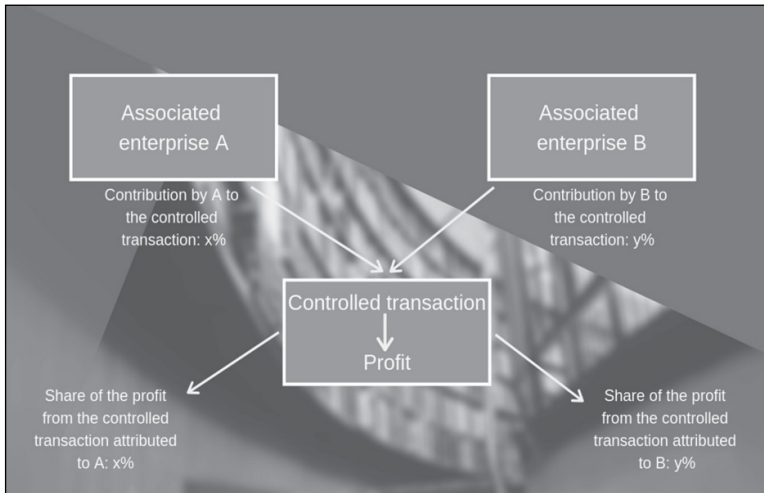 Associated
enterprise A
Associated
enterprise B
Contribution by A to
the controlled
transaction: x%
Contribution by B to
the controlled
transaction: y%
Controlled transaction
Profit
Share of the profit
from the controlled
transaction attributed
to A: x%
Share of the profit
from the controlled
transaction attributed
to B: y%